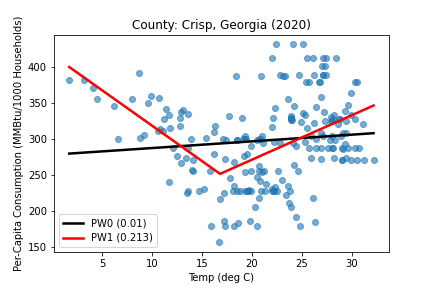 County: Crisp, Georgia (2020)
Per-Capita Consumption (MMBtu/1000 Households)
400
350
300
250
200
150
PW0 (0.01)
PW1 (0.213)
5 10 15 20 25 30
Temp (deg C)